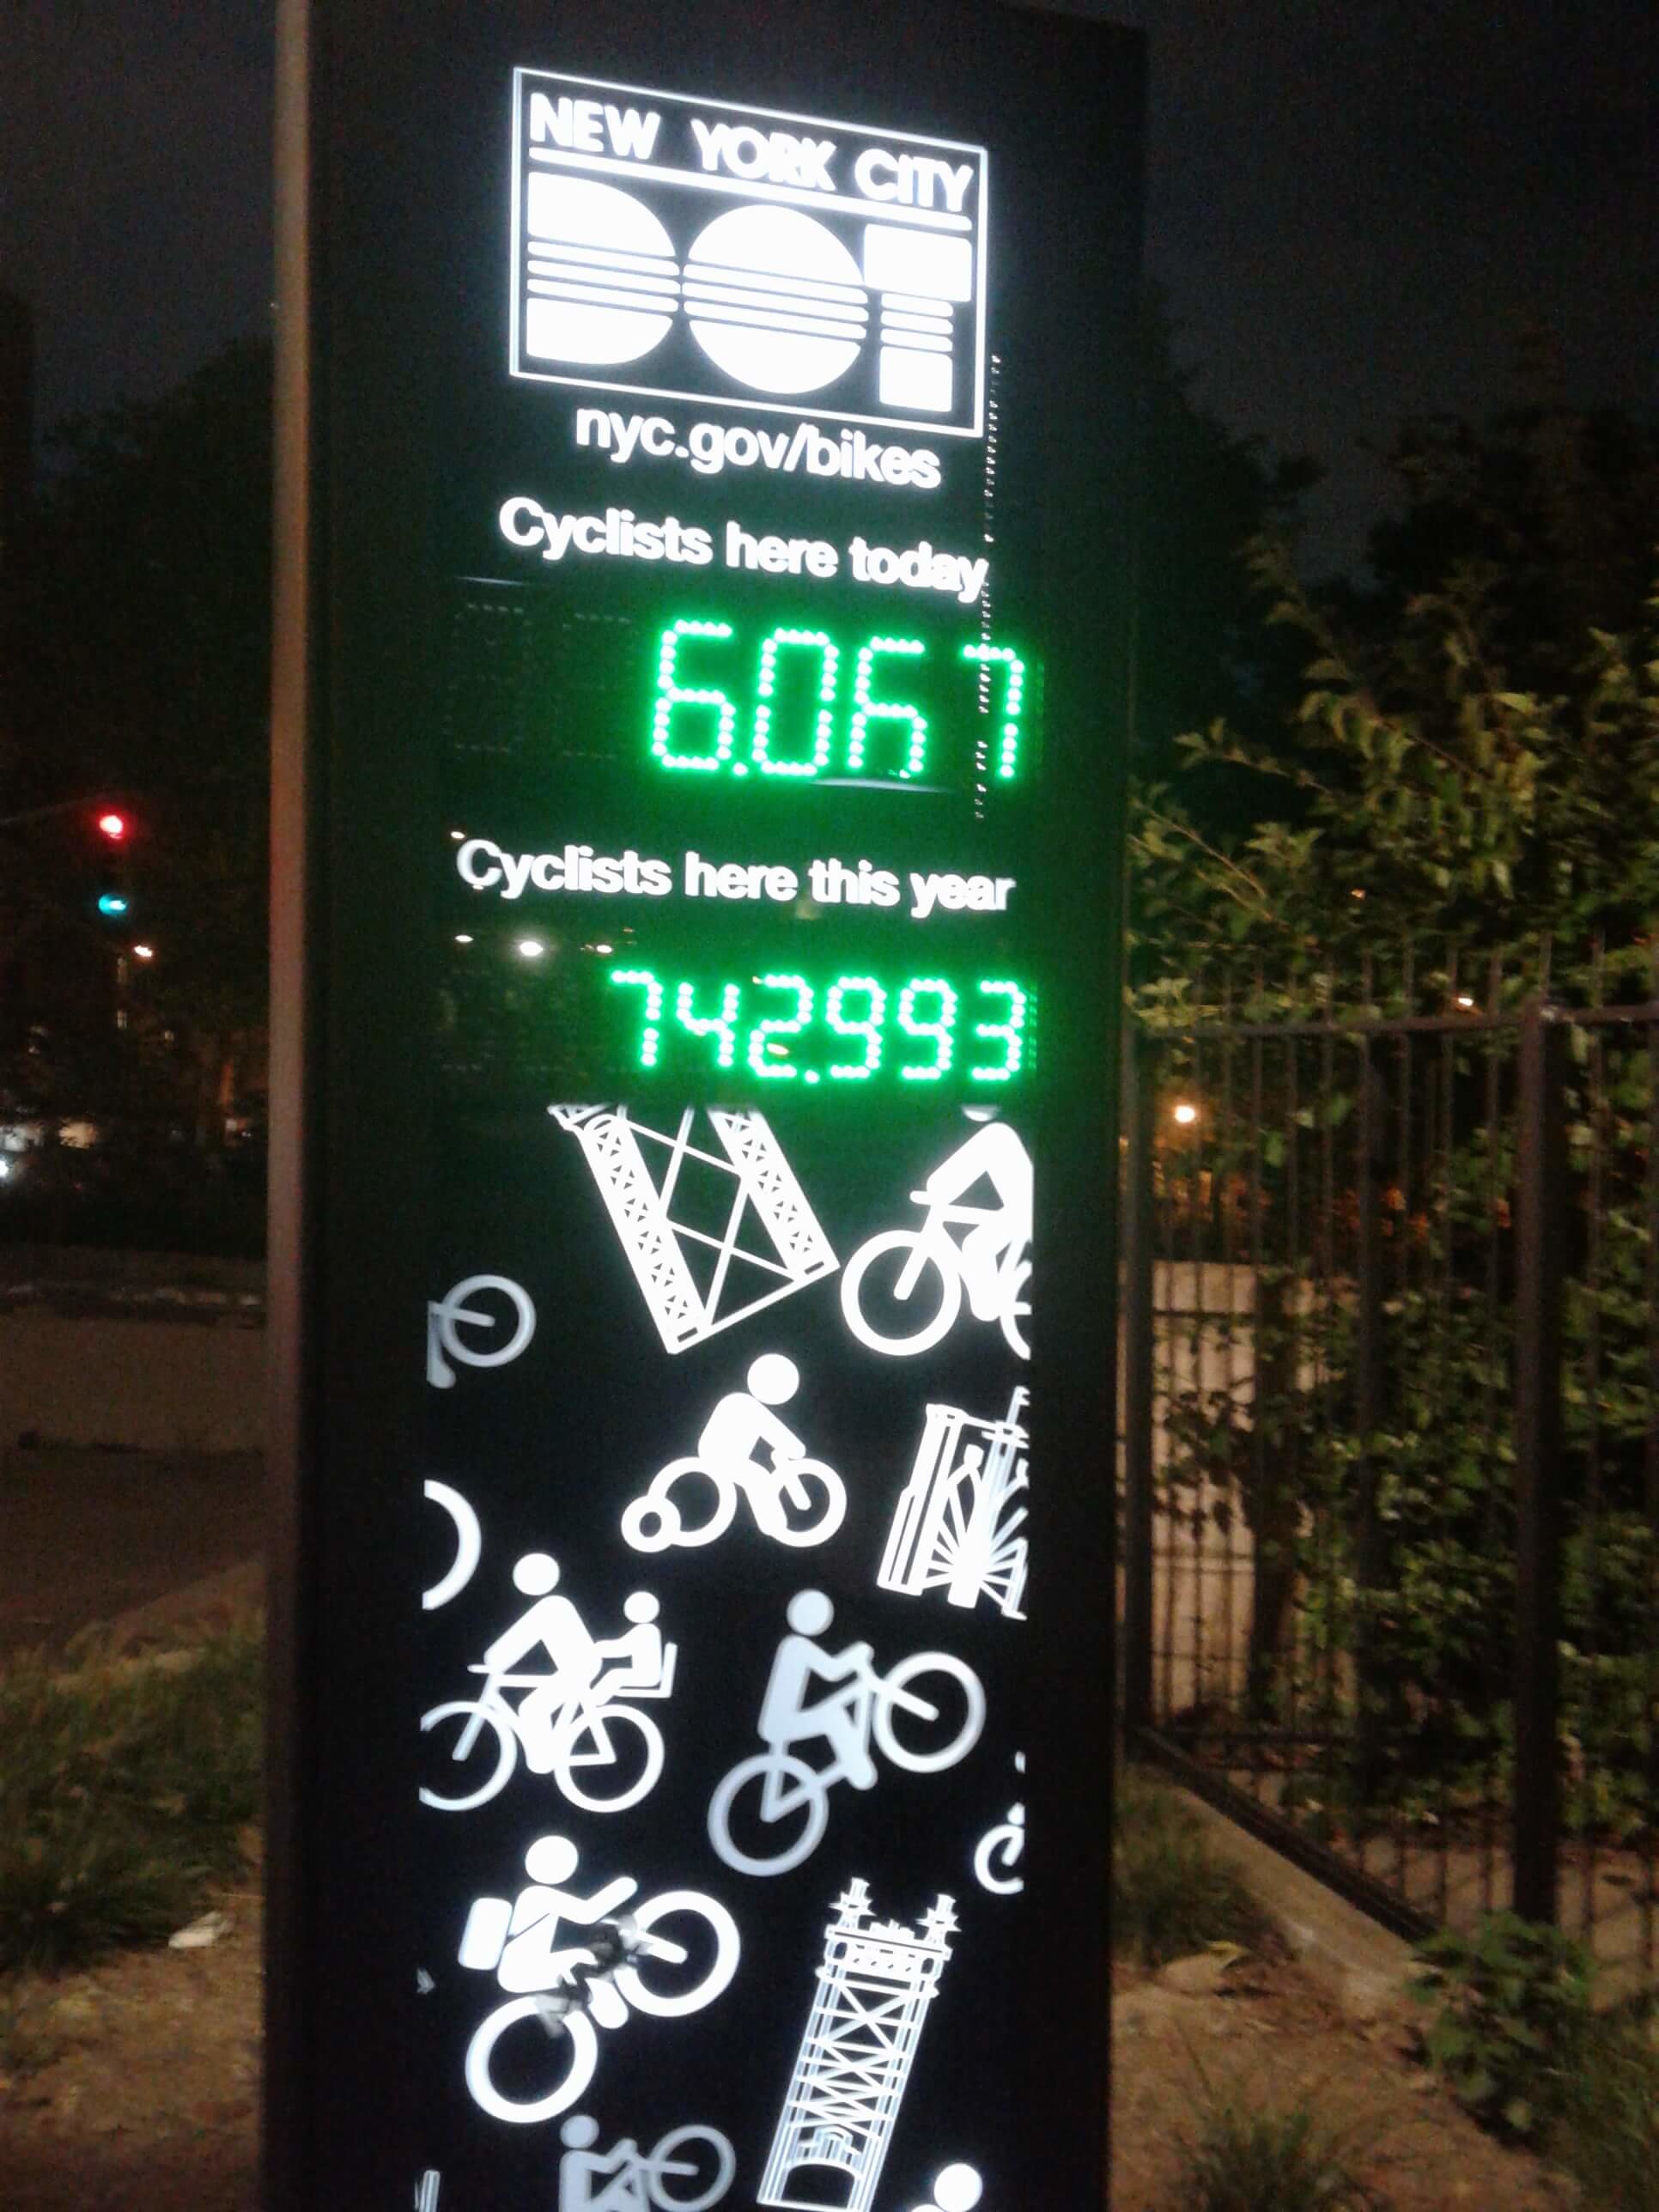 NEW YORK CITY
DOT
nyc.gov/bikes
Cyclists here today
6.067
Cyclists here this year
742.993